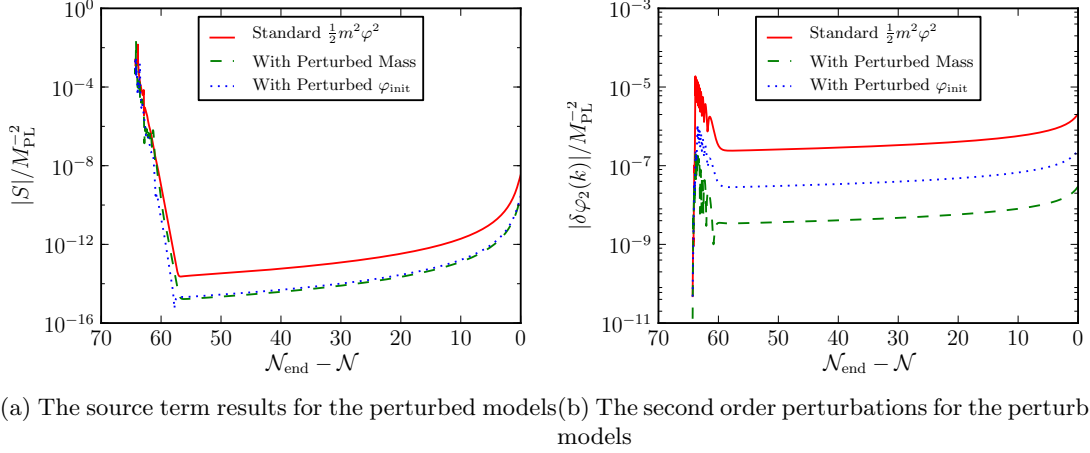 10⁰
10⁻⁴
10⁻⁸
10⁻¹²
10⁻¹⁶
|S|/M_PL⁻²
Standard ½m²φ²
With Perturbed Mass
With Perturbed φ_init
70 60 50 40 30 20 10 0
𝒩_end − 𝒩
10⁻³
10⁻⁵
10⁻⁷
10⁻⁹
10⁻¹¹
|δφ₂(k)|/M_PL⁻²
Standard ½m²φ²
With Perturbed Mass
With Perturbed φ_init
70 60 50 40 30 20 10 0
𝒩_end − 𝒩
(a) The source term results for the perturbed models
(b) The second order perturbations for the perturb
models